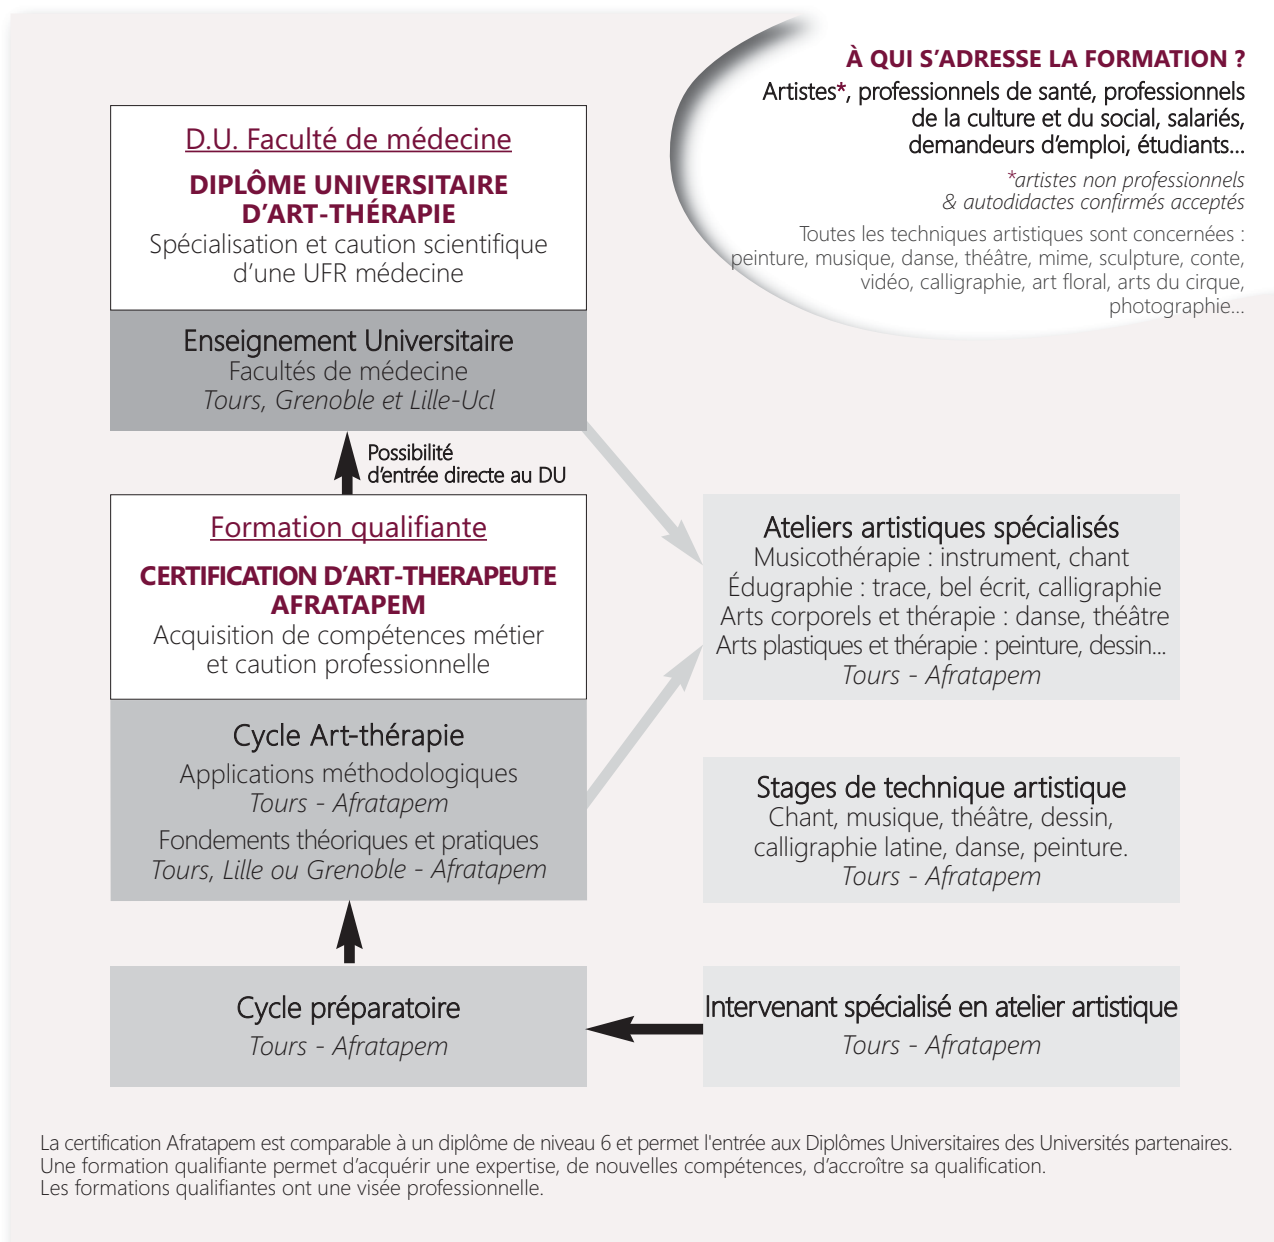 À QUI S’ADRESSE LA FORMATION ?
Artistes*, professionnels de santé, professionnels
de la culture et du social, salariés,
demandeurs d’emploi, étudiants...
*artistes non professionnels
& autodidactes confirmés acceptés
Toutes les techniques artistiques sont concernées :
peinture, musique, danse, théâtre, mime, sculpture, conte,
vidéo, calligraphie, art floral, arts du cirque,
photographie...
D.U. Faculté de médecine
DIPLÔME UNIVERSITAIRE
D’ART-THÉRAPIE
Spécialisation et caution scientifique
d’une UFR médecine
Enseignement Universitaire
Facultés de médecine
Tours, Grenoble et Lille-Ucl
Possibilité
d’entrée directe au DU
Formation qualifiante
CERTIFICATION D’ART-THERAPEUTE
AFRATAPEM
Acquisition de compétences métier
et caution professionnelle
Cycle Art-thérapie
Applications méthodologiques
Tours - Afratapem
Fondements théoriques et pratiques
Tours, Lille ou Grenoble - Afratapem
Ateliers artistiques spécialisés
Musicothérapie : instrument, chant
Édugraphie : trace, bel écrit, calligraphie
Arts corporels et thérapie : danse, théâtre
Arts plastiques et thérapie : peinture, dessin...
Tours - Afratapem
Stages de technique artistique
Chant, musique, théâtre, dessin,
calligraphie latine, danse, peinture.
Tours - Afratapem
Cycle préparatoire
Tours - Afratapem
Intervenant spécialisé en atelier artistique
Tours - Afratapem
La certification Afratapem est comparable à un diplôme de niveau 6 et permet l'entrée aux Diplômes Universitaires des Universités partenaires.
Une formation qualifiante permet d’acquérir une expertise, de nouvelles compétences, d’accroître sa qualification.
Les formations qualifiantes ont une visée professionnelle.